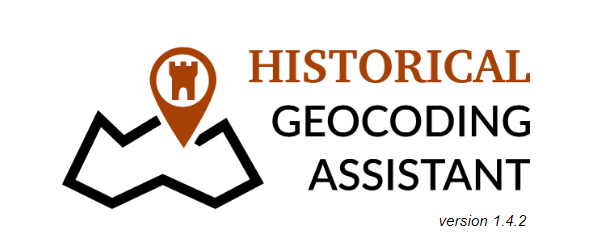 HISTORICAL
GEOCODING
ASSISTANT
version 1.4.2